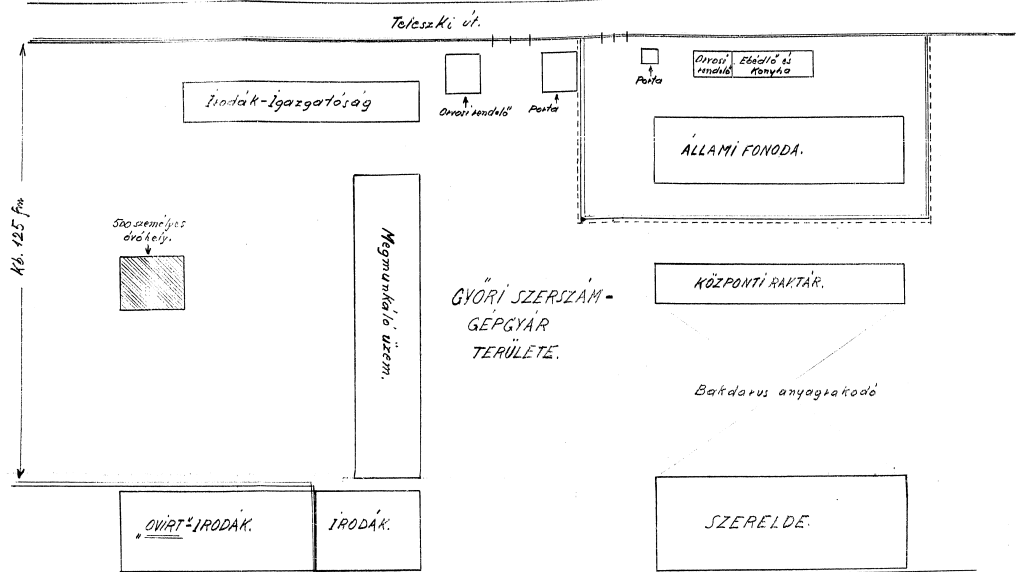 Teleszki út.
Irodák-Igazgatóság
Orvosi rendelő
Porta
Porta
Orvosi rendelő
Ebédlő és
Konyha
ÁLLAMI FONODA.
Kb. 125 fm
500 személyes
óvóhely.
Megmunkáló üzem.
GYŐRI SZERSZÁM-
GÉPGYÁR
TERÜLETE.
KÖZPONTI RAKTÁR.
Bakdarus anyagrakodó
„OVIRT"-IRODÁK.
IRODÁK.
SZERELDE.